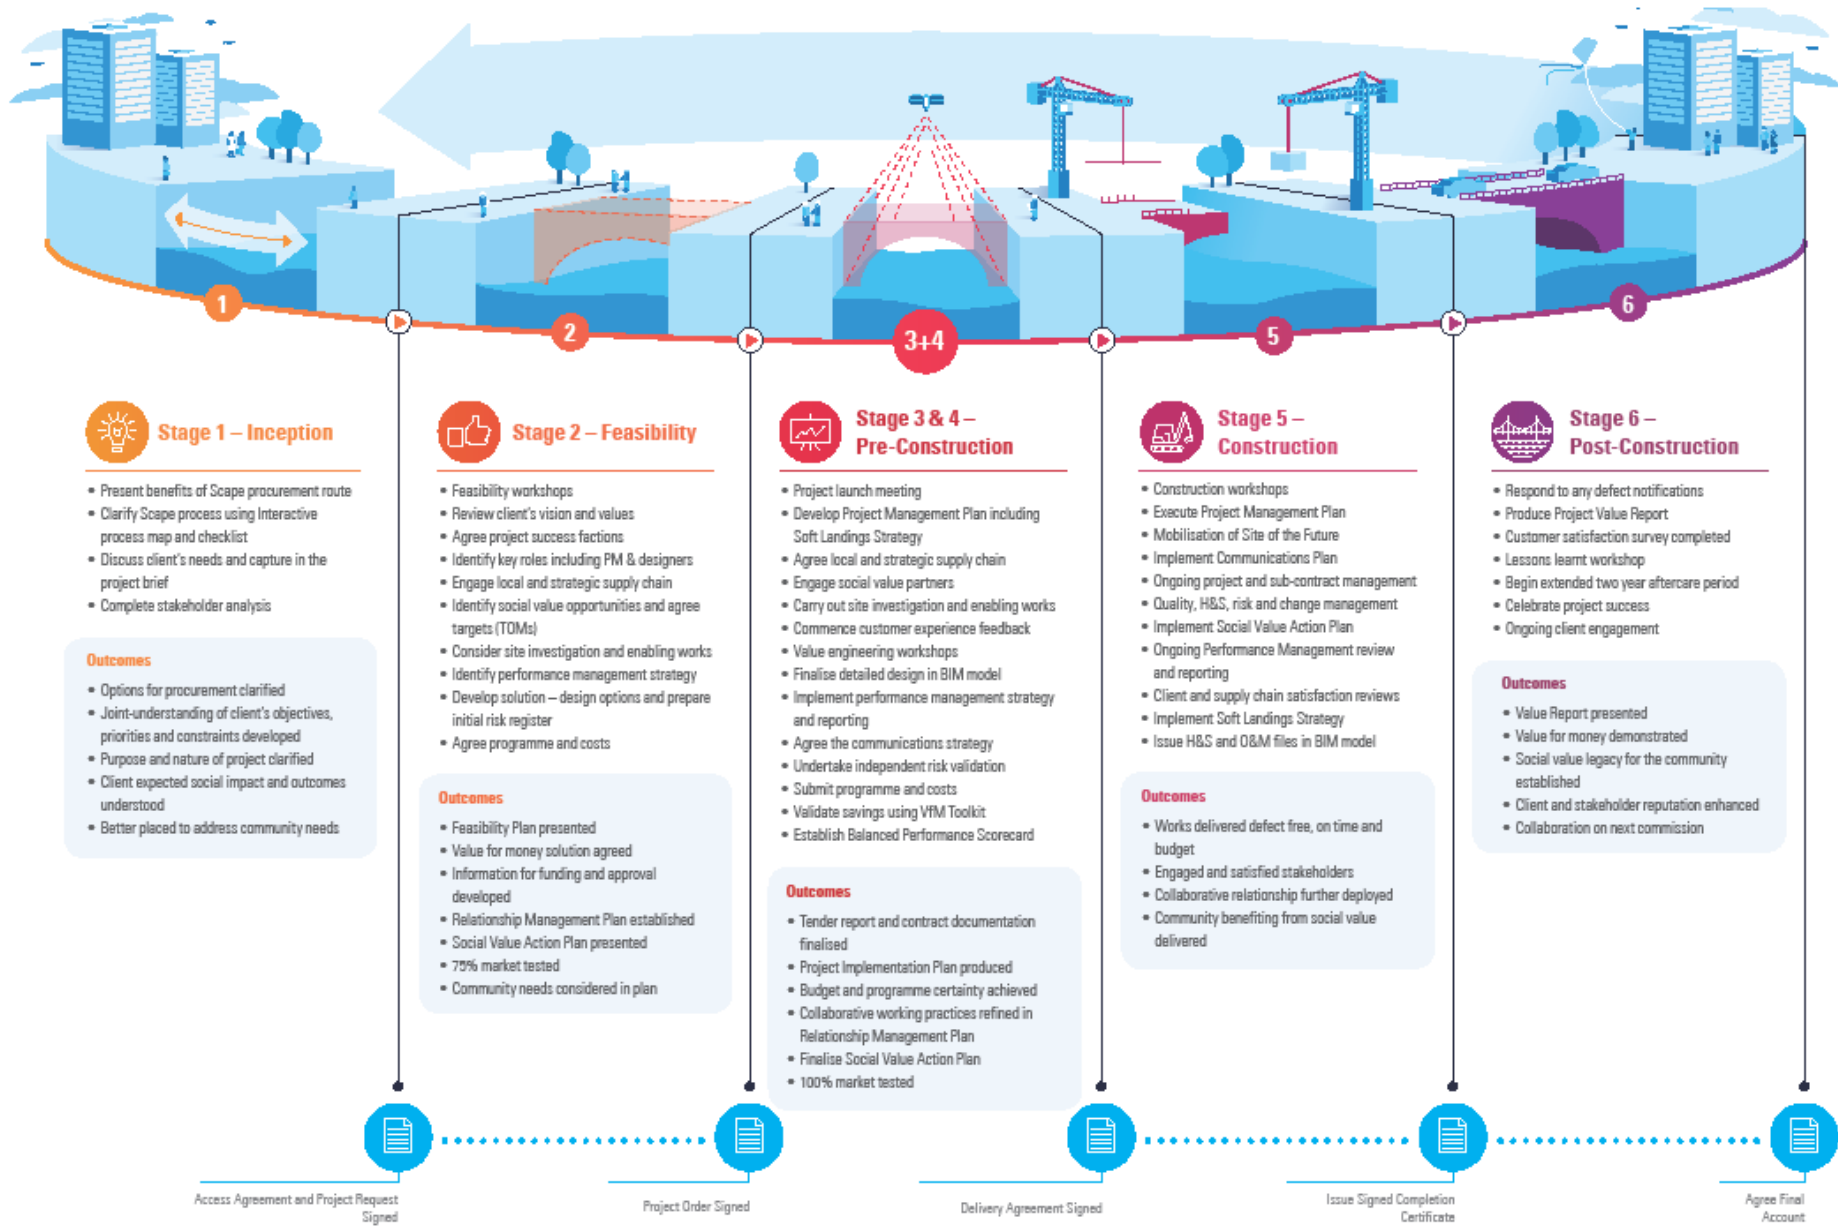 1
2
3+4
5
6
Stage 1 – Inception
• Present benefits of Scape procurement route
• Clarify Scape process using Interactive
process map and checklist
• Discuss client's needs and capture in the
project brief
• Complete stakeholder analysis
Outcomes
• Options for procurement clarified
• Joint-understanding of client's objectives,
priorities and constraints developed
• Purpose and nature of project clarified
• Client expected social impact and outcomes
understood
• Better placed to address community needs
Stage 2 – Feasibility
• Feasibility workshops
• Review client's vision and values
• Agree project success factions
• Identify key roles including PM & designers
• Engage local and strategic supply chain
• Identify social value opportunities and agree
targets (TOMs)
• Consider site investigation and enabling works
• Identify performance management strategy
• Develop solution – design options and prepare
initial risk register
• Agree programme and costs
Outcomes
• Feasibility Plan presented
• Value for money solution agreed
• Information for funding and approval
developed
• Relationship Management Plan established
• Social Value Action Plan presented
• 75% market tested
• Community needs considered in plan
Stage 3 & 4 –
Pre-Construction
• Project launch meeting
• Develop Project Management Plan including
Soft Landings Strategy
• Agree local and strategic supply chain
• Engage social value partners
• Carry out site investigation and enabling works
• Commence customer experience feedback
• Value engineering workshops
• Finalise detailed design in BIM model
• Implement performance management strategy
and reporting
• Agree the communications strategy
• Undertake independent risk validation
• Submit programme and costs
• Validate savings using VfM Toolkit
• Establish Balanced Performance Scorecard
Outcomes
• Tender report and contract documentation
finalised
• Project Implementation Plan produced
• Budget and programme certainty achieved
• Collaborative working practices refined in
Relationship Management Plan
• Finalise Social Value Action Plan
• 100% market tested
Stage 5 –
Construction
• Construction workshops
• Execute Project Management Plan
• Mobilisation of Site of the Future
• Implement Communications Plan
• Ongoing project and sub-contract management
• Quality, H&S, risk and change management
• Implement Social Value Action Plan
• Ongoing Performance Management review
and reporting
• Client and supply chain satisfaction reviews
• Implement Soft Landings Strategy
• Issue H&S and O&M files in BIM model
Outcomes
• Works delivered defect free, on time and
budget
• Engaged and satisfied stakeholders
• Collaborative relationship further deployed
• Community benefiting from social value
delivered
Stage 6 –
Post-Construction
• Respond to any defect notifications
• Produce Project Value Report
• Customer satisfaction survey completed
• Lessons learnt workshop
• Begin extended two year aftercare period
• Celebrate project success
• Ongoing client engagement
Outcomes
• Value Report presented
• Value for money demonstrated
• Social value legacy for the community
established
• Client and stakeholder reputation enhanced
• Collaboration on next commission
Access Agreement and Project Request
Signed
Project Order Signed
Delivery Agreement Signed
Issue Signed Completion
Certificate
Agree Final
Account